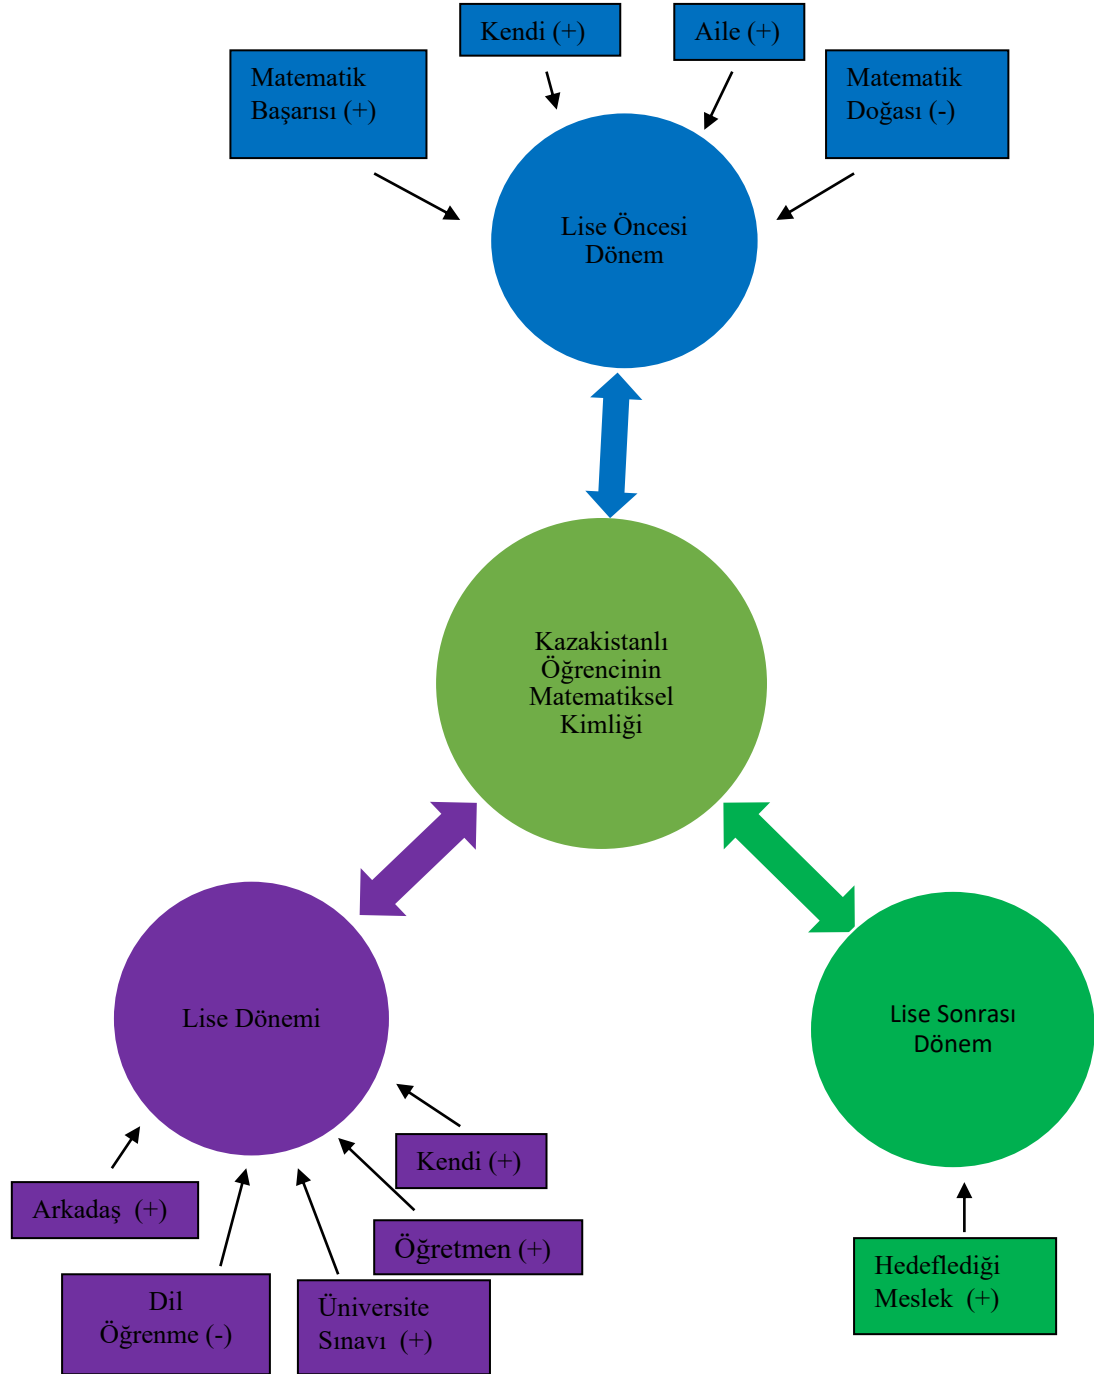 Kendi (+)
Aile (+)
Matematik
Başarısı (+)
Matematik
Doğası (-)
Lise Öncesi
Dönem
Kazakistanlı
Öğrencinin
Matematiksel
Kimliği
Lise Dönemi
Lise Sonrası
Dönem
Kendi (+)
Arkadaş (+)
Öğretmen (+)
Dil
Öğrenme (-)
Üniversite
Sınavı (+)
Hedeflediği
Meslek (+)